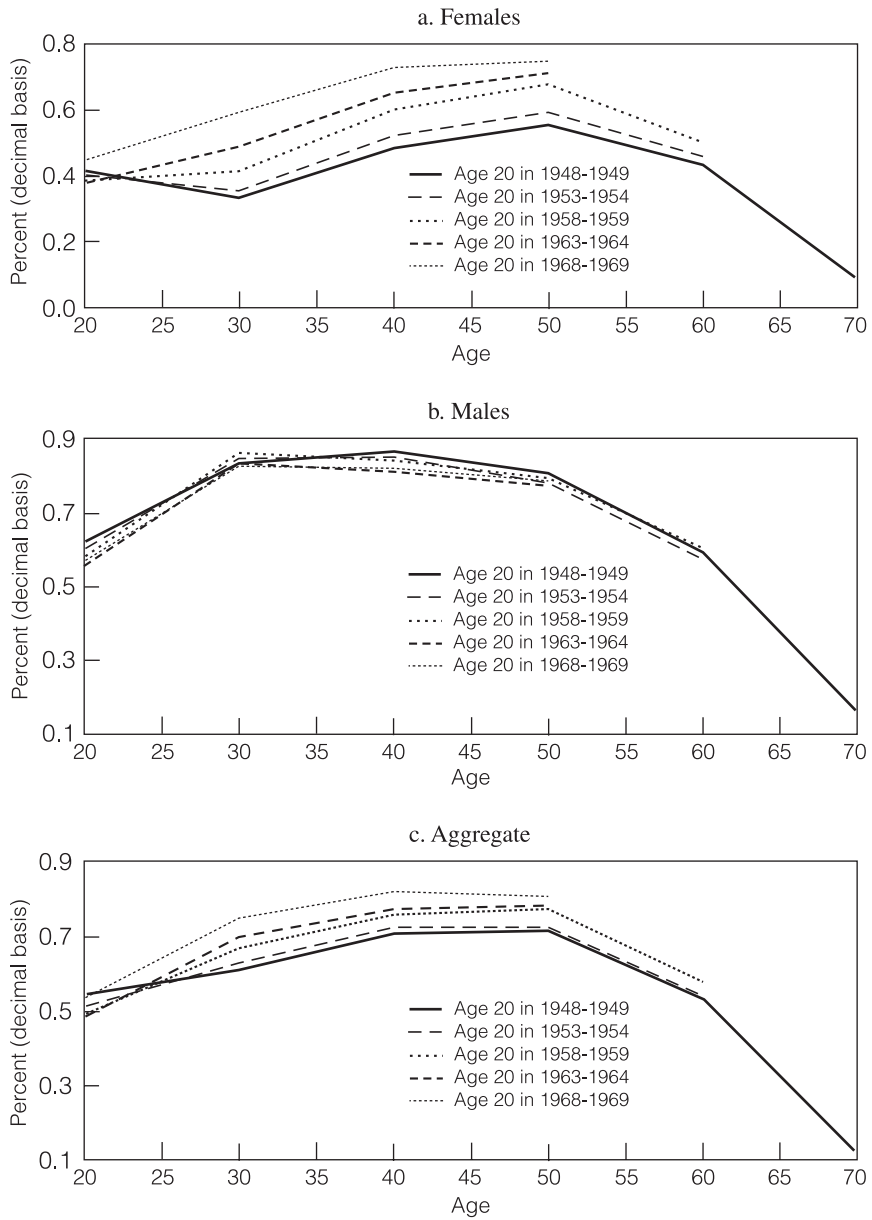 a. Females
Percent (decimal basis)
0.8
0.6
0.4
0.2
0.0
Age 20 in 1948-1949
Age 20 in 1953-1954
Age 20 in 1958-1959
Age 20 in 1963-1964
Age 20 in 1968-1969
20 25 30 35 40 45 50 55 60 65 70
Age
b. Males
Percent (decimal basis)
0.9
0.7
0.5
0.3
0.1
Age 20 in 1948-1949
Age 20 in 1953-1954
Age 20 in 1958-1959
Age 20 in 1963-1964
Age 20 in 1968-1969
20 25 30 35 40 45 50 55 60 65 70
Age
c. Aggregate
Percent (decimal basis)
0.9
0.7
0.5
0.3
0.1
Age 20 in 1948-1949
Age 20 in 1953-1954
Age 20 in 1958-1959
Age 20 in 1963-1964
Age 20 in 1968-1969
20 25 30 35 40 45 50 55 60 65 70
Age